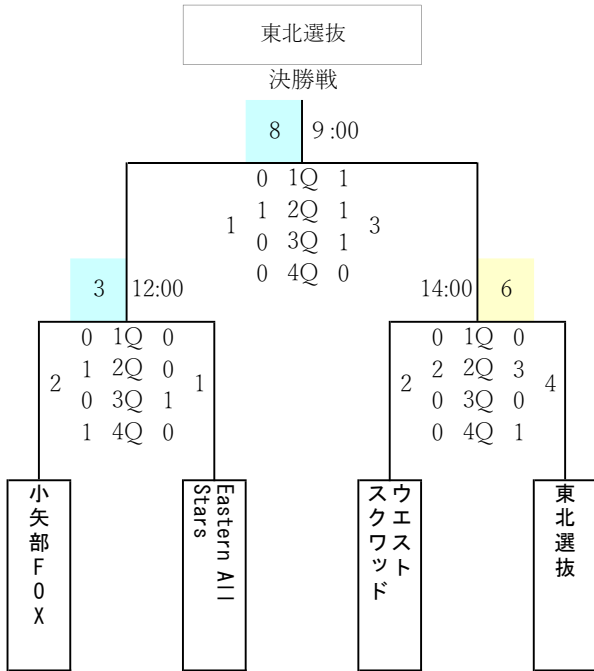 東北選抜
決勝戦
8 9:00
0 1Q 1
1 2Q 1
1 3
0 3Q 1
0 4Q 0
3 12:00
14:00 6
0 1Q 0
1 2Q 0
2 1
0 3Q 1
1 4Q 0
0 1Q 0
2 2Q 3
2 4
0 3Q 0
0 4Q 1
小矢部FOX
Eastern All
Stars
ウエスト
スクワッド
東北選抜